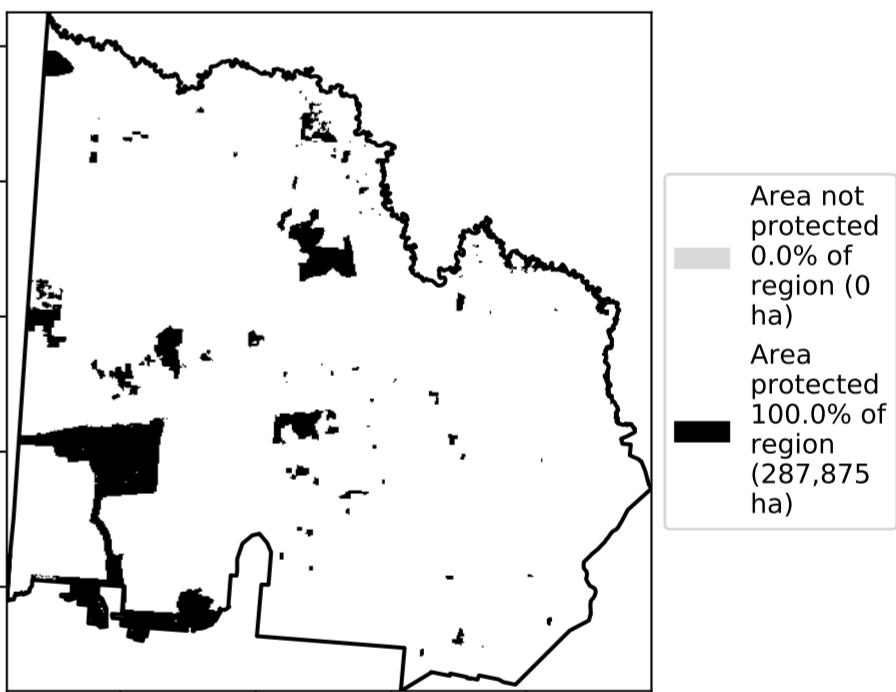 Area not
protected
0.0% of
region (0
ha)
Area
protected
100.0% of
region
(287,875
ha)